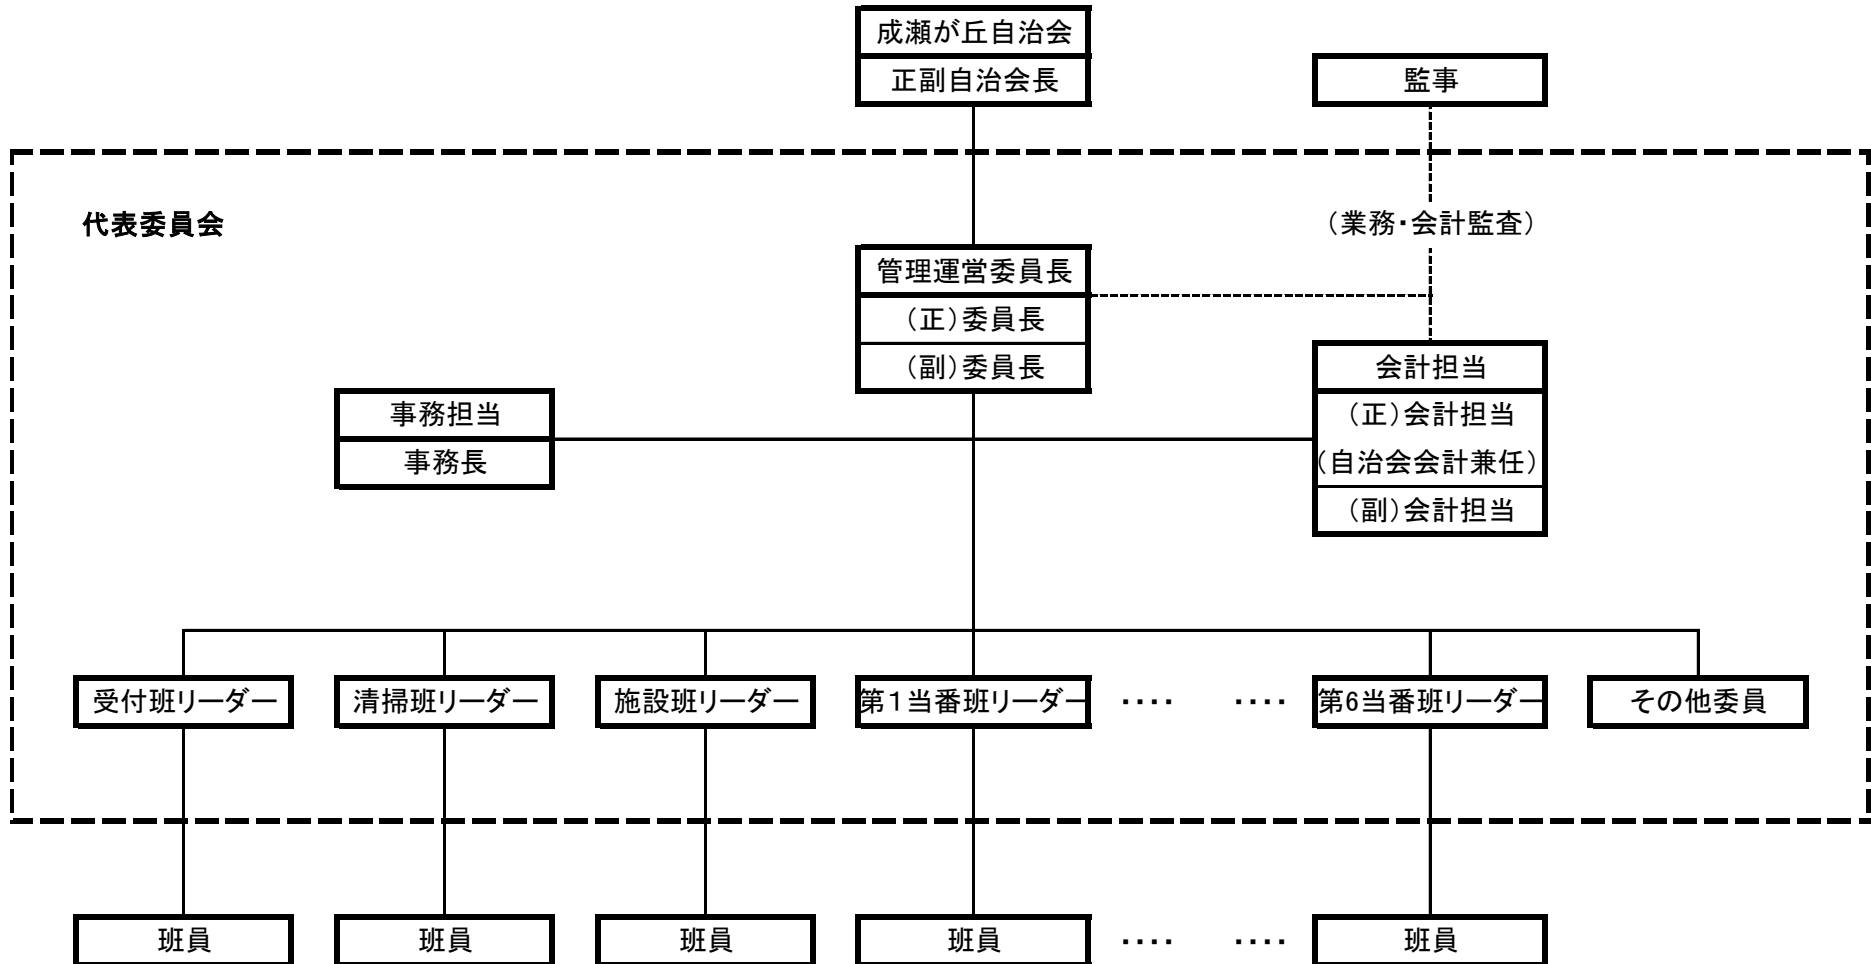 成瀬が丘自治会
正副自治会長
監事
代表委員会
（業務・会計監査）
管理運営委員長
（正）委員長
（副）委員長
会計担当
（正）会計担当
（自治会会計兼任）
（副）会計担当
事務担当
事務長
受付班リーダー
清掃班リーダー
施設班リーダー
第１当番班リーダー
‥‥
‥‥
第6当番班リーダー
その他委員
班員
班員
班員
班員
‥‥
‥‥
班員